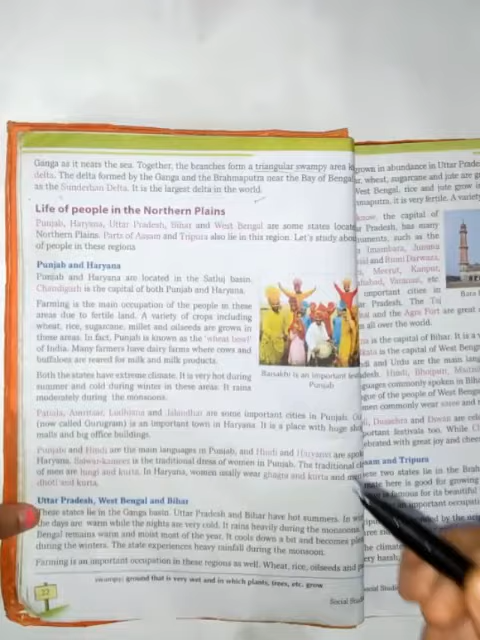 Ganga as it nears the sea. Together, the branches form a triangular swampy area
delta. The delta formed by the Ganga and the Brahmaputra near the Bay of Bengal
as the Sunderban Delta. It is the largest delta in the world.
Life of people in the Northern Plains
Punjab, Haryana, Uttar Pradesh, Bihar and West Bengal are some states
Northern Plains. Parts of Assam and Tripura also lie in this region. Let's study
of people in these regions
Punjab and Haryana
Punjab and Haryana are located in the Satluj basin.
Chandigarh is the capital of both Punjab and Haryana.
Farming is the main occupation of the people in these
areas due to fertile land. A variety of crops including
wheat, rice, sugarcane, millet and oilseeds are grown in
these areas. In fact, Punjab is known as the 'wheat bowl'
of India. Many farmers have dairy farms where cows and
buffaloes are reared for milk and milk products.
Baisakhi is an important
Punjab
Both the states have extreme climate. It is very hot during
summer and cold during winter in these areas. It rains
moderately during the monsoons.
Patiala, Amritsar, Ludhiana and Jalandhar are some important cities in Punjab.
(now called Gurugram) is an important town in Haryana. It is a place with huge
malls and big office buildings.
Punjabi and Hindi are the main languages in Punjab, and Hindi and Haryanvi are
Haryana. Salwar-kameez is the traditional dress of women in Punjab. The traditional
of men are lungi and kurta. In Haryana, women usually wear ghagra and kurta and
dhoti and kurta.
Uttar Pradesh, West Bengal and Bihar
These states lie in the Ganga basin. Uttar Pradesh and Bihar have hot summers. In
the days are warm while the nights are very cold. It rains heavily during the monsoons.
Bengal remains warm and moist most of the year. It cools down a bit and becomes
during the winters. The state experiences heavy rainfall during the monsoon.
Farming is an important occupation in these regions as well. Wheat, rice, oilseeds and
swampy: ground that is very wet and in which plants, trees, etc. grow
32
Social
grown in abundance in Uttar
wheat, sugarcane and jute are
West Bengal, rice and jute grow
it is very fertile. A variety
the capital of
Pradesh, has many
such as the
Imambara, Jumma
and Rumi Darwaza,
Meerut, Kanpur,
Varanasi, etc.
important cities in
Pradesh. The Taj
and the Agra Fort are great
all over the world.
Bara
is the capital of Bihar. It is a
is the capital of West Bengal
and Urdu are the main
Hindi, Bhojpuri,
commonly spoken in
of the people of West
commonly wear saree and
Dussehra and Diwali are
festivals too. While
with great joy and
and Tripura
two states lie in the
here is good for growing
is famous for its beautiful
important
climate
very harsh,
Social